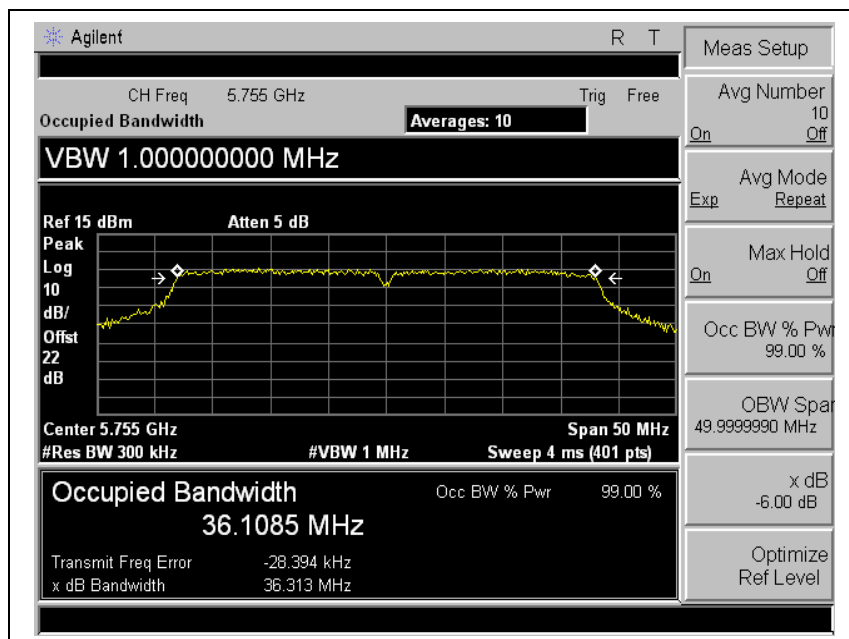 Agilent R T
CH Freq 5.755 GHz Trig Free
Occupied Bandwidth Averages: 10
VBW 1.000000000 MHz
Ref 15 dBm Atten 5 dB
Peak
Log
10
dB/
Offst
22
dB
Center 5.755 GHz Span 50 MHz
#Res BW 300 kHz #VBW 1 MHz Sweep 4 ms (401 pts)
Occupied Bandwidth Occ BW % Pwr 99.00 %
36.1085 MHz
Transmit Freq Error -28.394 kHz
x dB Bandwidth 36.313 MHz
Meas Setup
Avg Number
10
On Off
Avg Mode
Exp Repeat
Max Hold
On Off
Occ BW % Pwr
99.00 %
OBW Span
49.9999990 MHz
x dB
-6.00 dB
Optimize
Ref Level